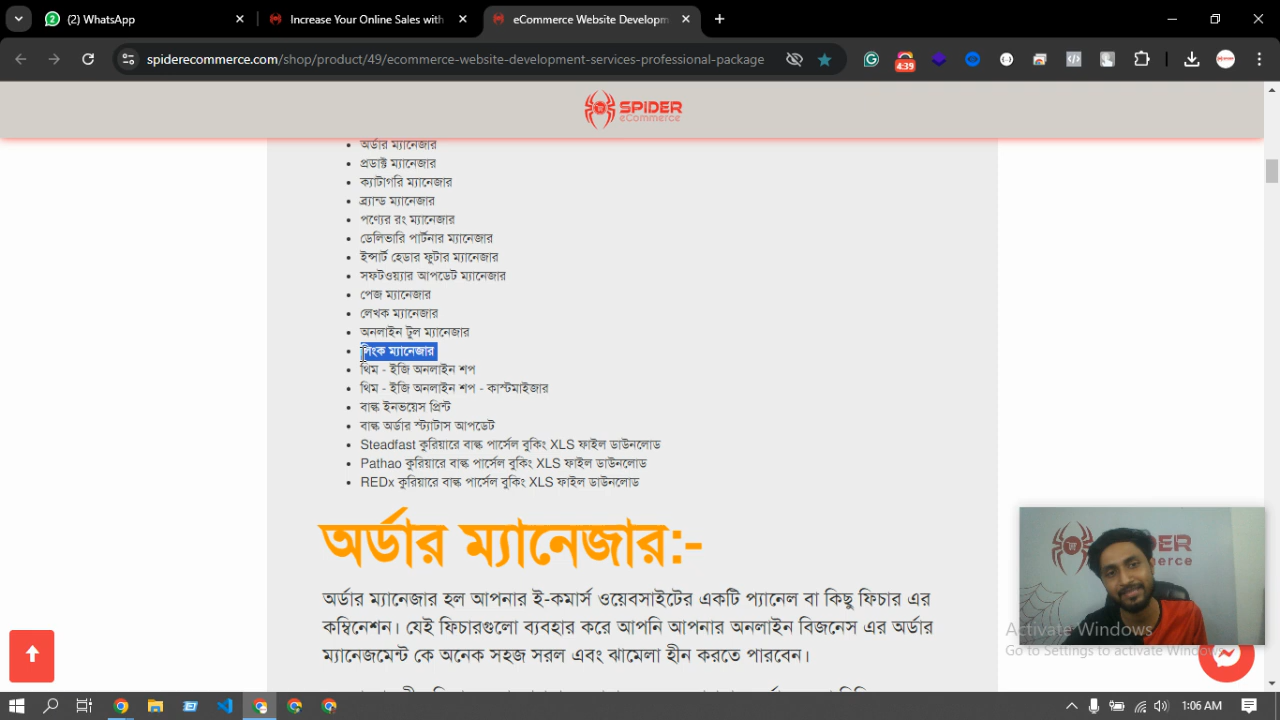 (2) WhatsApp
Increase Your Online Sales with
eCommerce Website Developm
spiderecommerce.com/shop/product/49/ecommerce-website-development-services-professional-package
4:39
SPIDER
eCommerce
অর্ডার ম্যানেজার
প্রডাক্ট ম্যানেজার
ক্যাটাগরি ম্যানেজার
ব্র্যান্ড ম্যানেজার
পণ্যের রং ম্যানেজার
ডেলিভারি পার্টনার ম্যানেজার
ইন্সার্ট হেডার ফুটার ম্যানেজার
সফটওয়্যার আপডেট ম্যানেজার
পেজ ম্যানেজার
লেখক ম্যানেজার
অনলাইন টুল ম্যানেজার
লিংক ম্যানেজার
থিম - ইজি অনলাইন শপ
থিম - ইজি অনলাইন শপ - কাস্টমাইজার
বাল্ক ইনভয়েস প্রিন্ট
বাল্ক অর্ডার স্ট্যাটাস আপডেট
Steadfast কুরিয়ারে বাল্ক পার্সেল বুকিং XLS ফাইল ডাউনলোড
Pathao কুরিয়ারে বাল্ক পার্সেল বুকিং XLS ফাইল ডাউনলোড
REDx কুরিয়ারে বাল্ক পার্সেল বুকিং XLS ফাইল ডাউনলোড
অর্ডার ম্যানেজার:-
অর্ডার ম্যানেজার হল আপনার ই-কমার্স ওয়েবসাইটের একটি প্যানেল বা কিছু ফিচার এর
কম্বিনেশন। যেই ফিচারগুলো ব্যবহার করে আপনি আপনার অনলাইন বিজনেস এর অর্ডার
ম্যানেজমেন্ট কে অনেক সহজ সরল এবং ঝামেলা হীন করতে পারবেন।
Activate Windows
Go to Settings to activate Windows.
1:06 AM